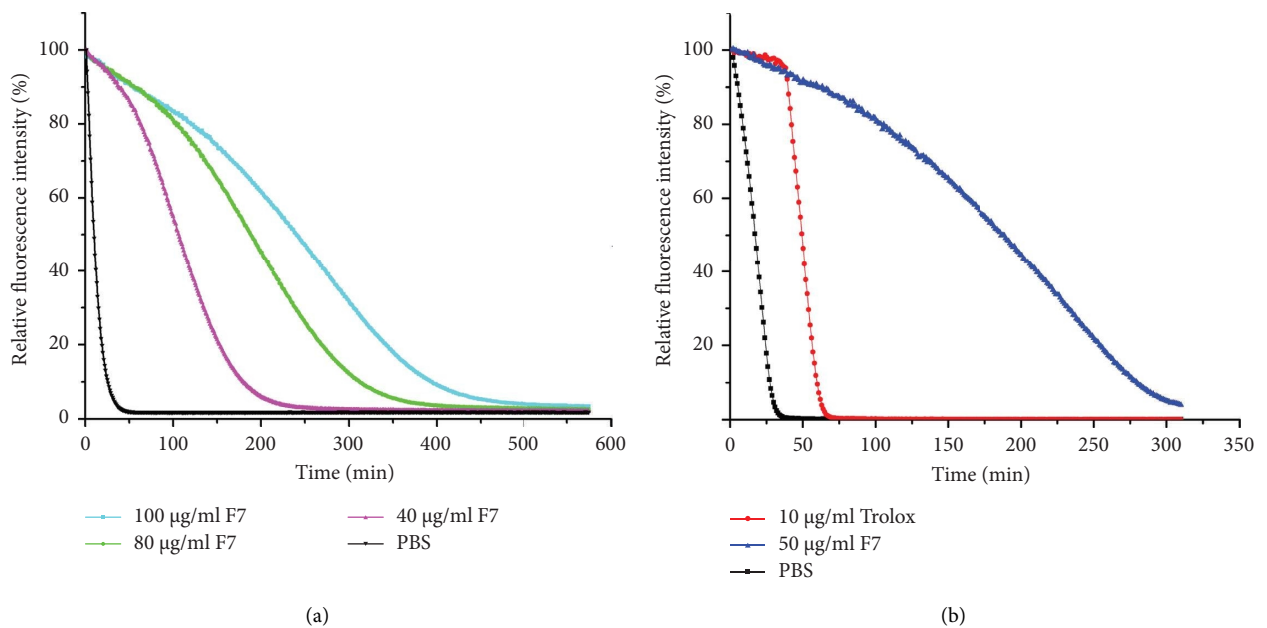 100
80
60
40
20
0
Relative fluorescence intensity (%)
0
100
200
300
400
500
600
Time (min)
100 µg/ml F7
80 µg/ml F7
40 µg/ml F7
PBS
(a)
100
80
60
40
20
Relative fluorescence intensity (%)
0
50
100
150
200
250
300
350
Time (min)
10 µg/ml Trolox
50 µg/ml F7
PBS
(b)